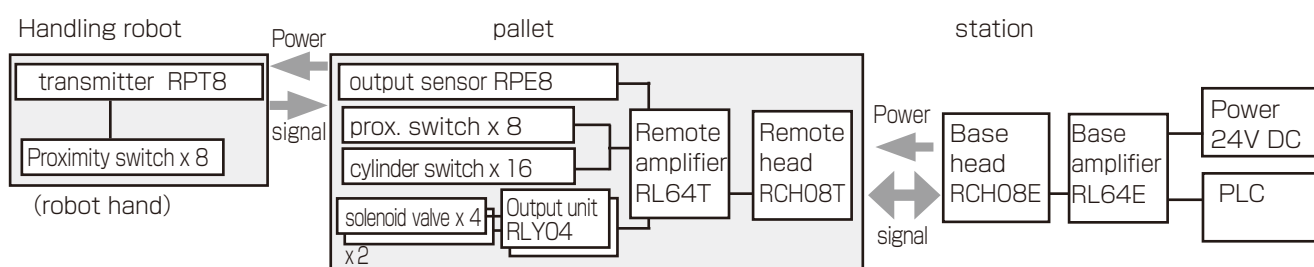 Handling robot
Power
pallet
station
transmitter RPT8
signal
Proximity switch x 8
(robot hand)
output sensor RPE8
prox. switch x 8
cylinder switch x 16
solenoid valve x 4
x 2
Output unit
RLY04
Remote
amplifier
RL64T
Remote
head
RCH08T
Power
signal
Base
head
RCH08E
Base
amplifier
RL64E
Power
24V DC
PLC